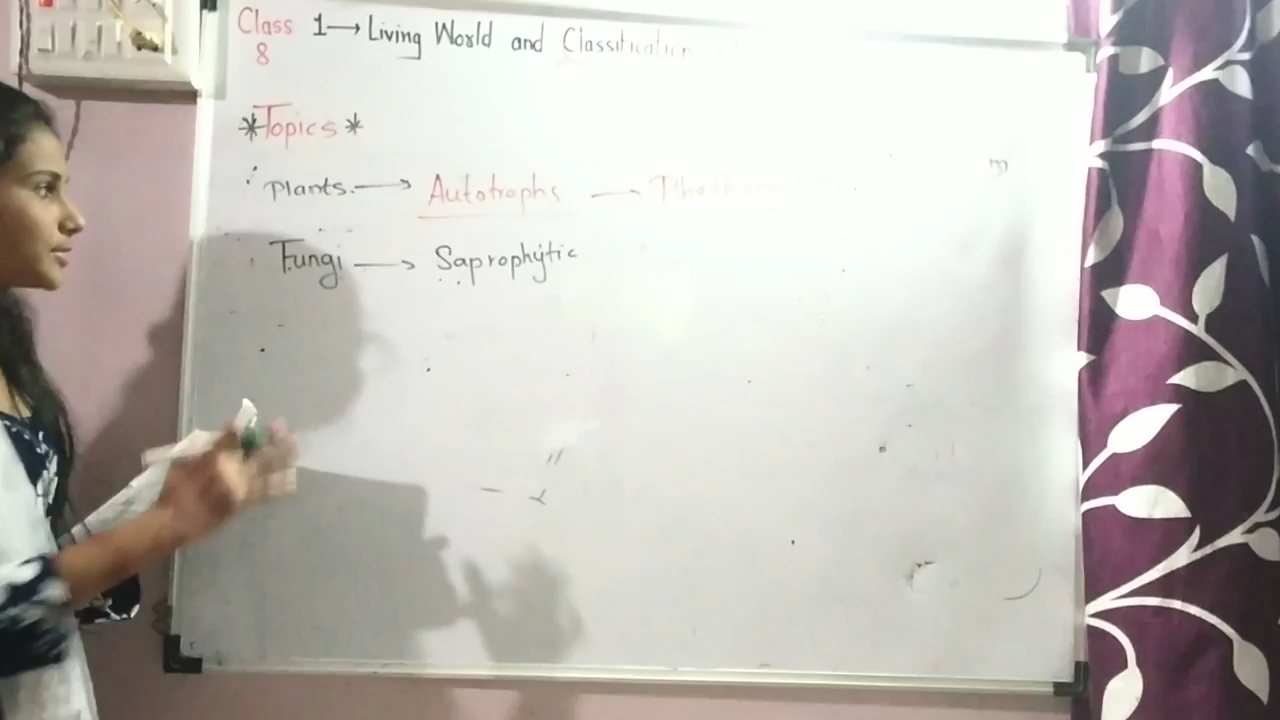 Class 1→ Living World and Classification
8
*Topics*
Plants. → Autotrophs →
Fungi → Saprophytic